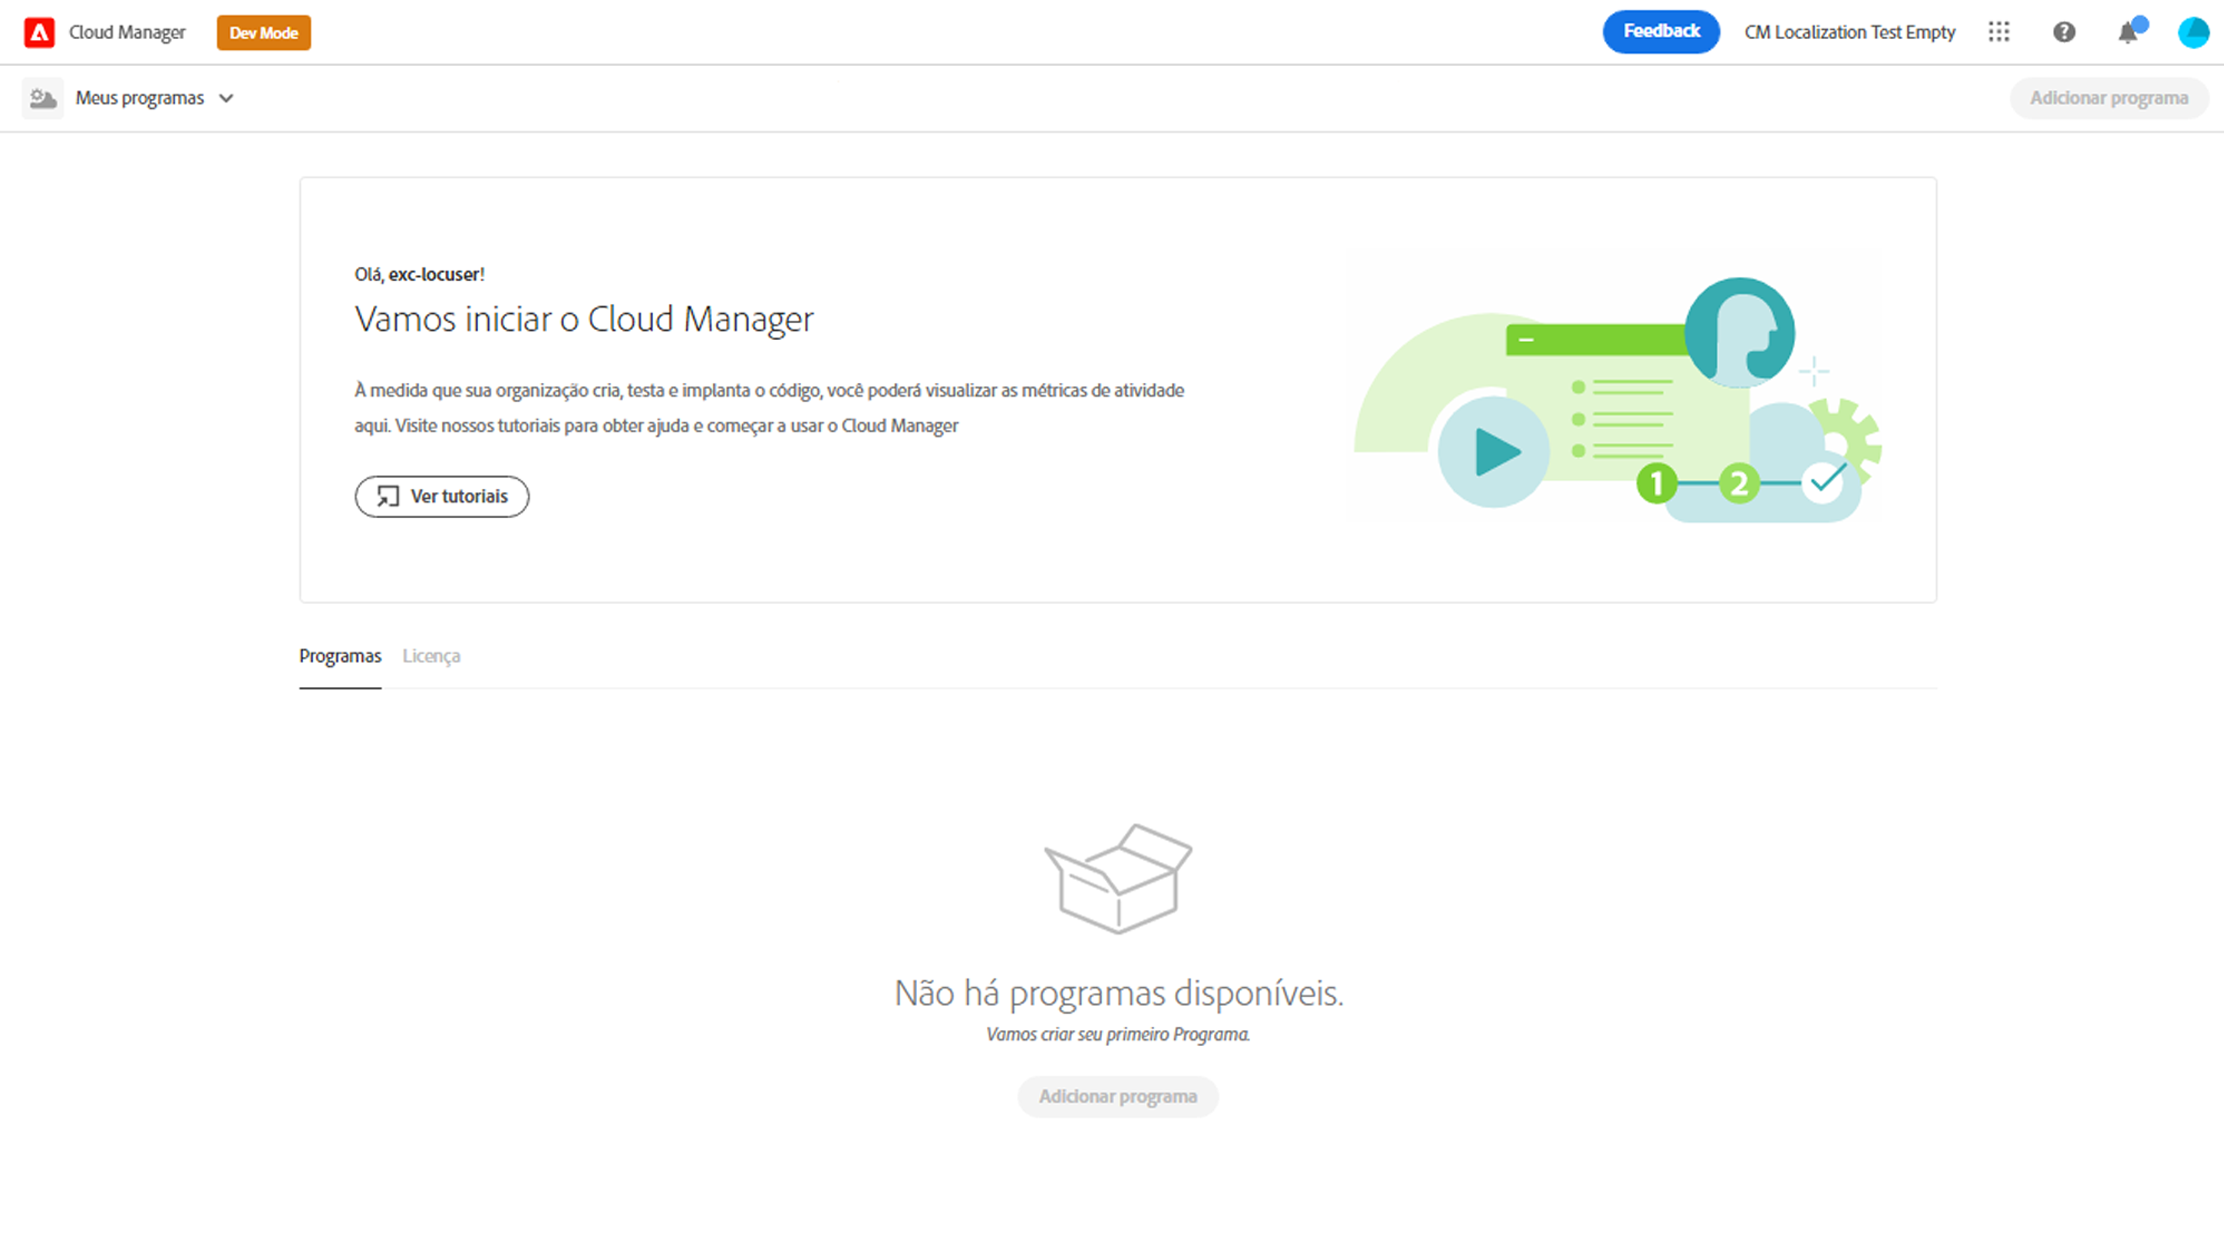 Cloud Manager Dev Mode Feedback CM Localization Test Empty
Meus programas Adicionar programa
Olá, exc-locuser!
Vamos iniciar o Cloud Manager
À medida que sua organização cria, testa e implanta o código, você poderá visualizar as métricas de atividade
aqui. Visite nossos tutoriais para obter ajuda e começar a usar o Cloud Manager
Ver tutoriais
1 2
Programas Licença
Não há programas disponíveis.
Vamos criar seu primeiro Programa.
Adicionar programa